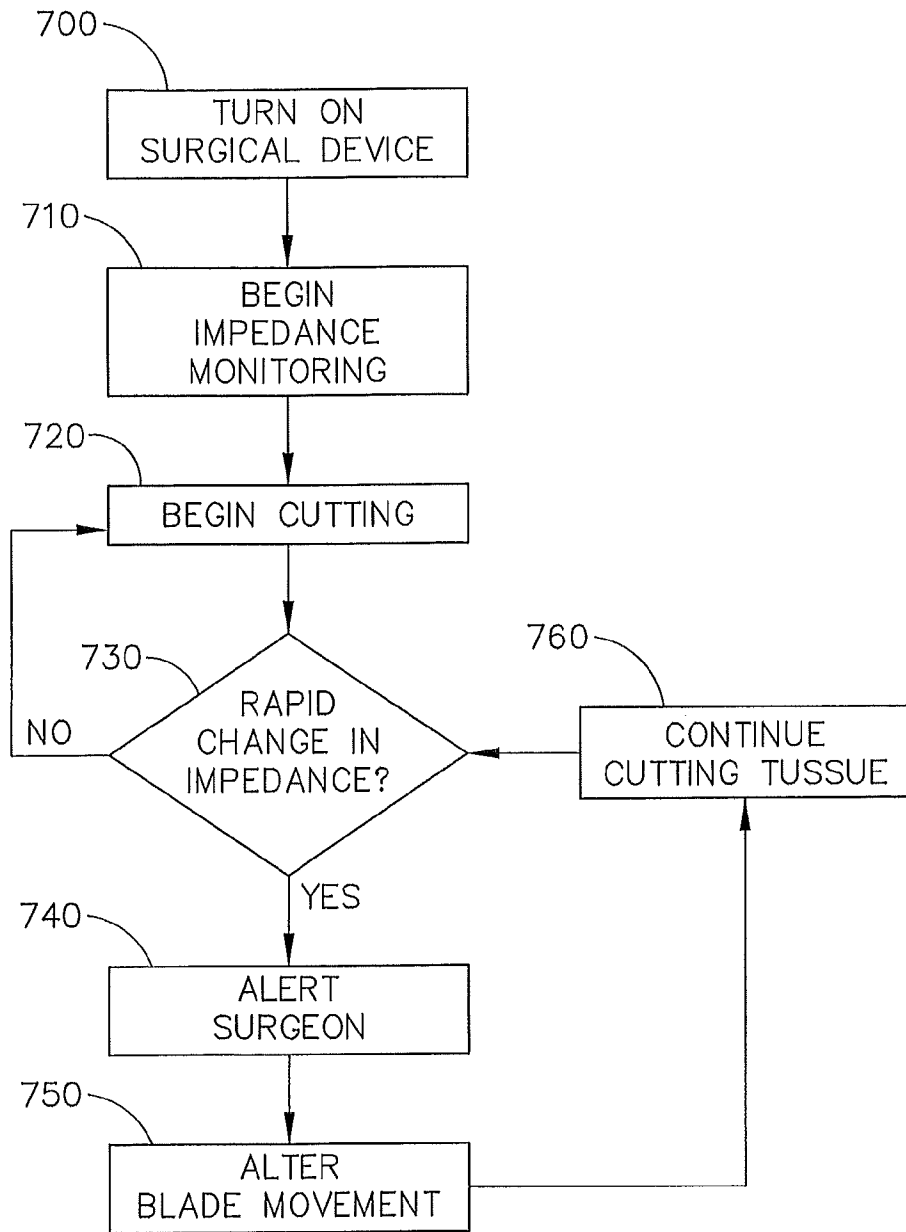 700
TURN ON
SURGICAL DEVICE
710
BEGIN
IMPEDANCE
MONITORING
720
BEGIN CUTTING
730
RAPID
CHANGE IN
IMPEDANCE?
NO
YES
760
CONTINUE
CUTTING TUSSUE
740
ALERT
SURGEON
750
ALTER
BLADE MOVEMENT